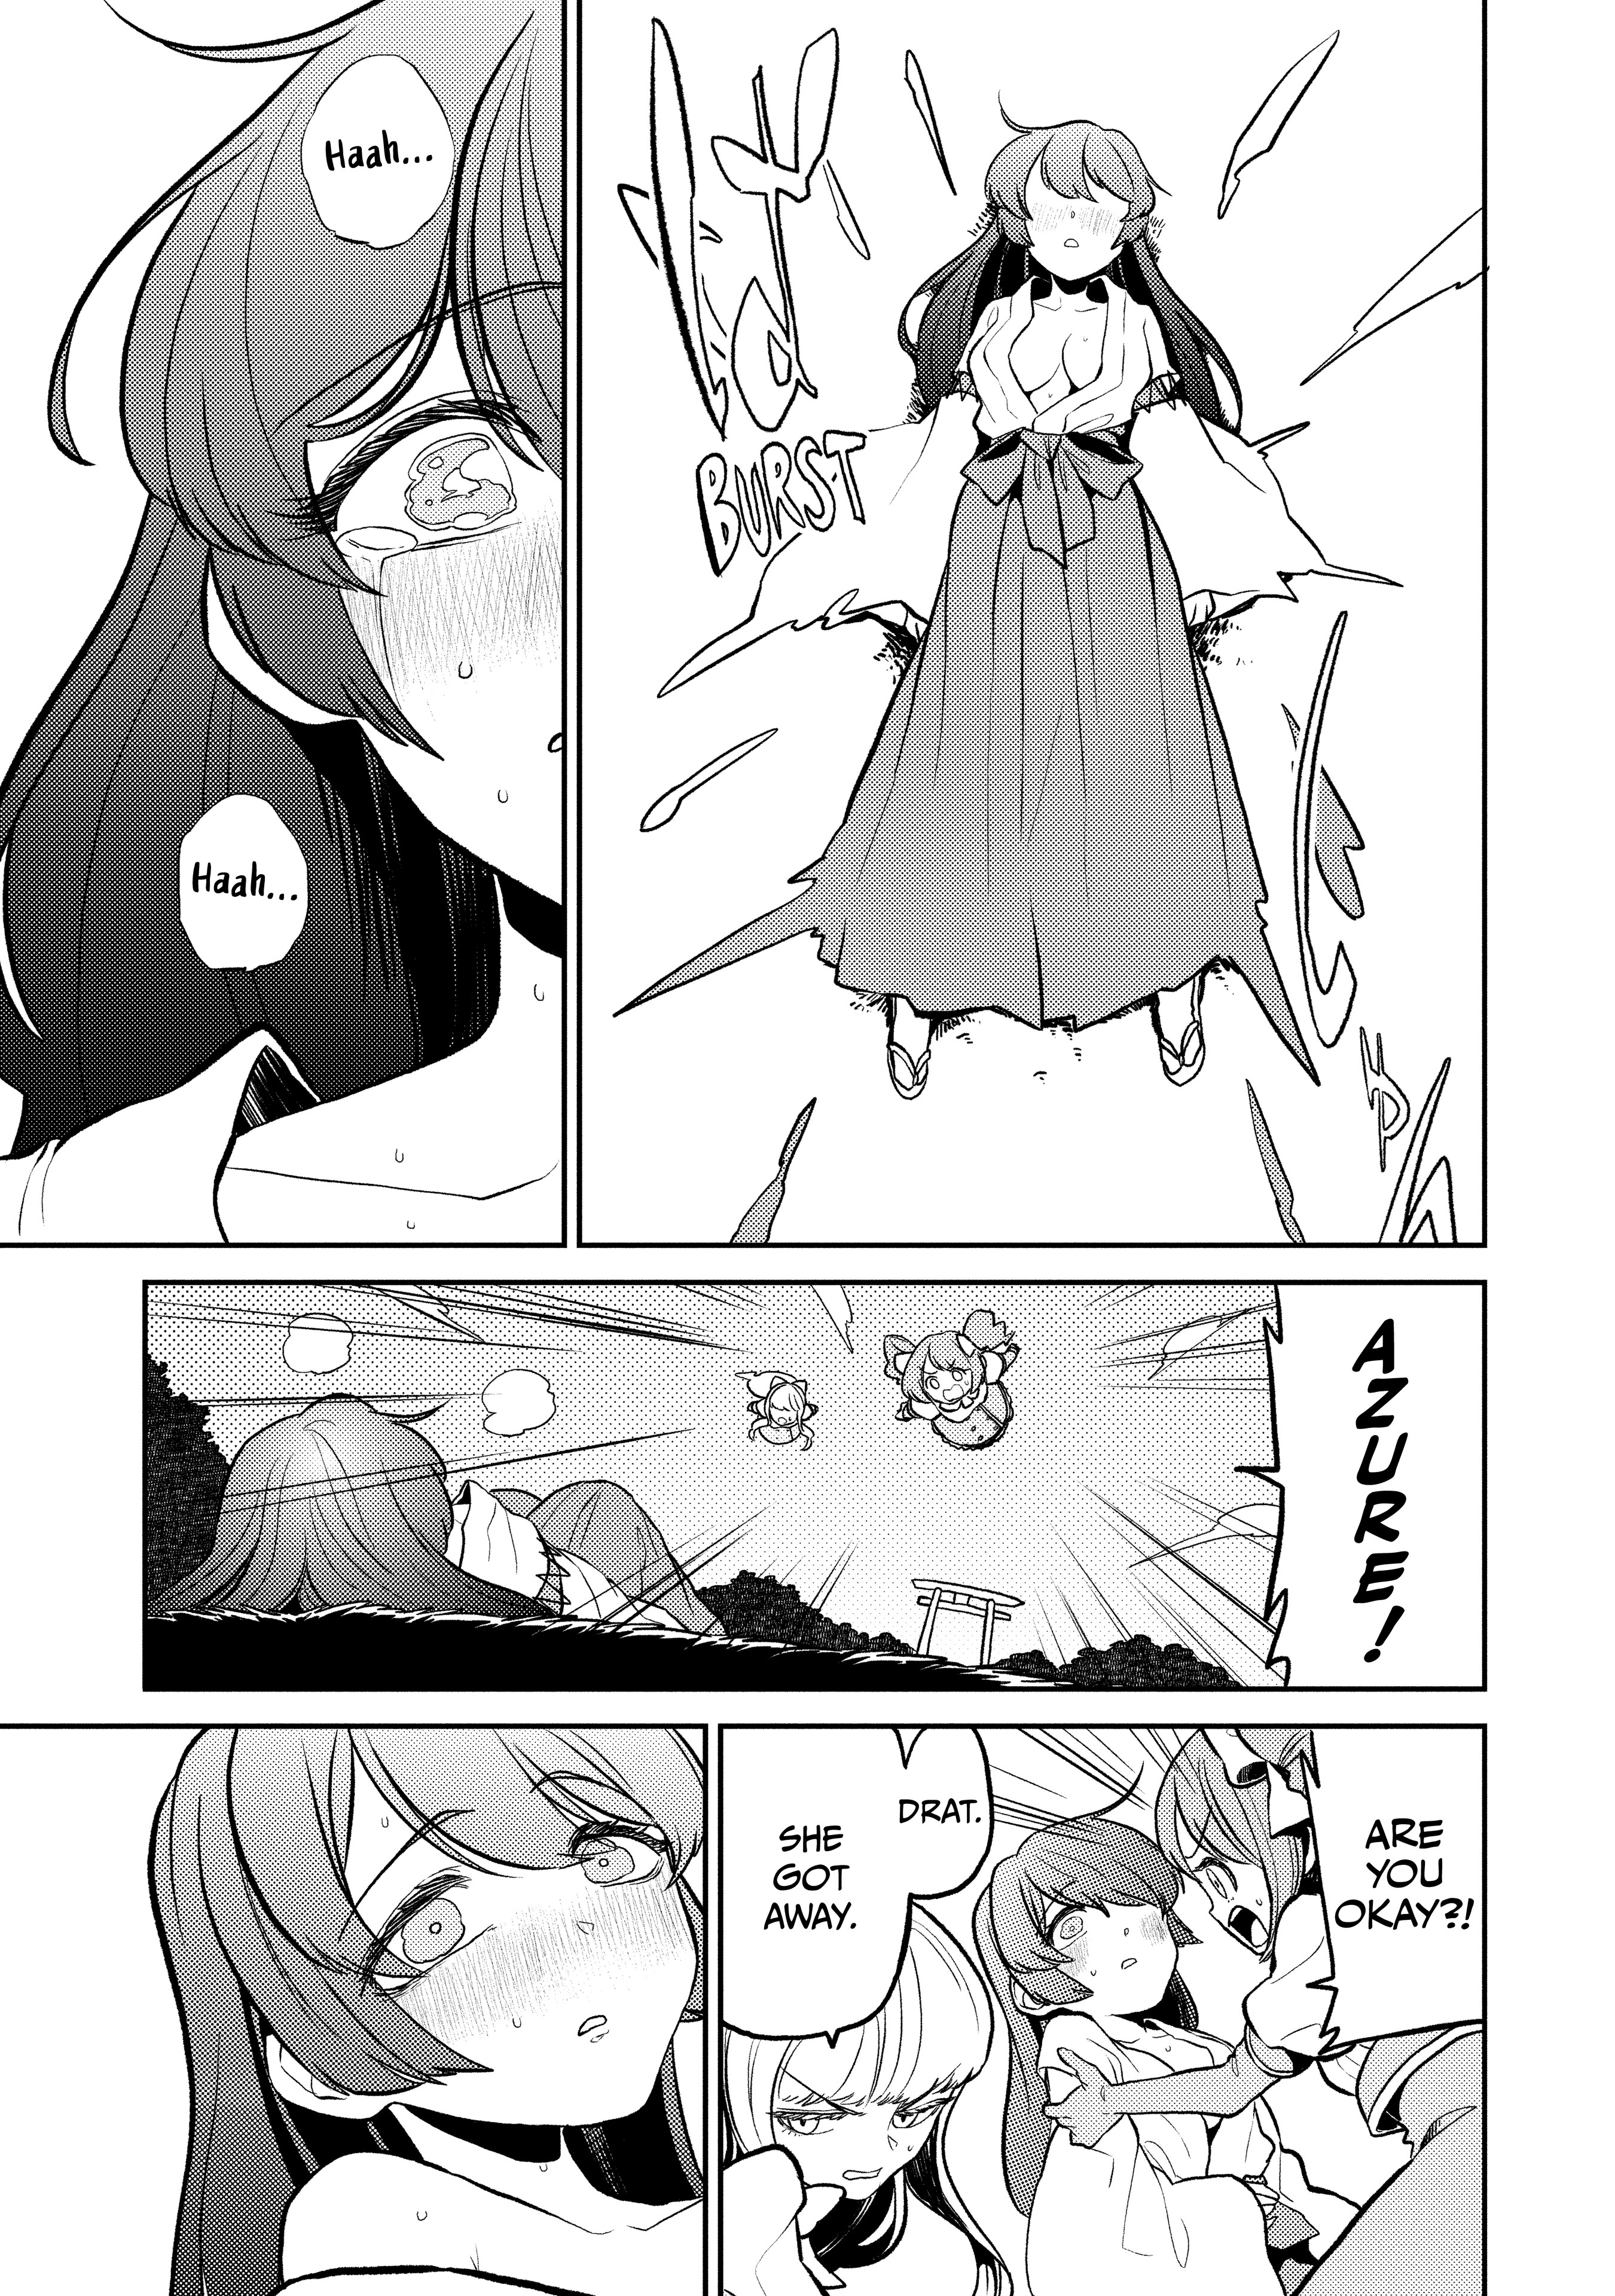 BURST
Haah...
Haah...
AZURE!
ARE
YOU
OKAY?!
DRAT.
SHE
GOT
AWAY.